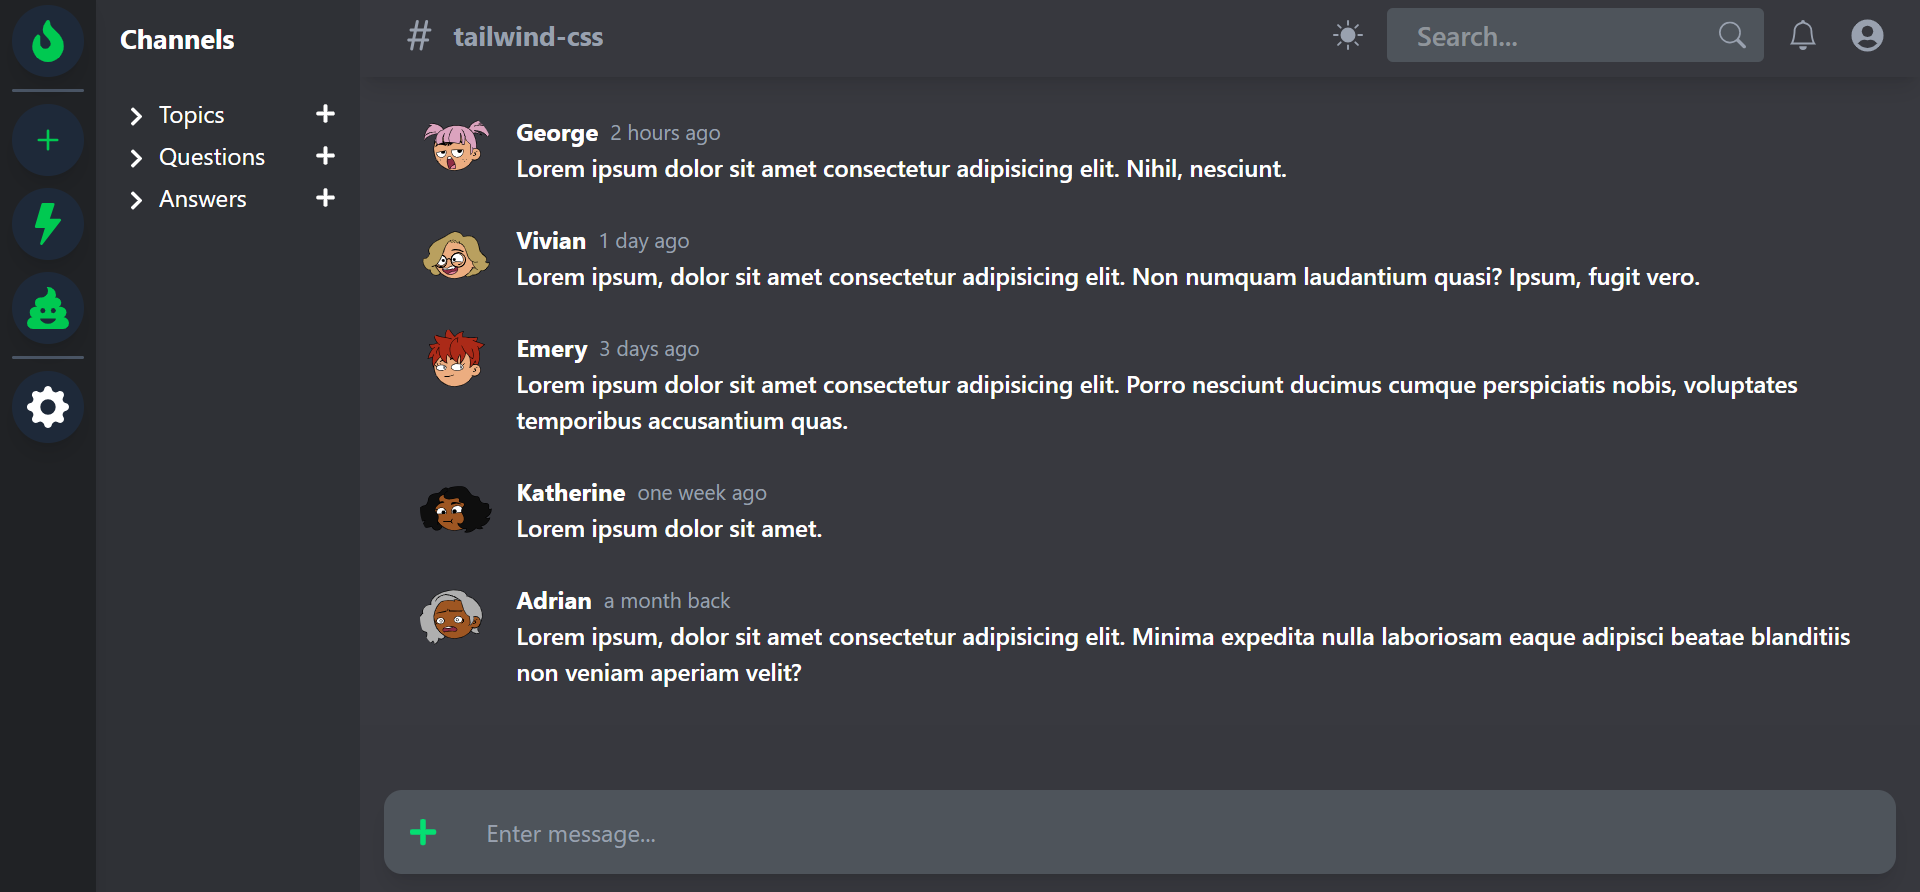 Channels
Topics
Questions
Answers
# tailwind-css
Search...
George 2 hours ago
Lorem ipsum dolor sit amet consectetur adipisicing elit. Nihil, nesciunt.
Vivian 1 day ago
Lorem ipsum, dolor sit amet consectetur adipisicing elit. Non numquam laudantium quasi? Ipsum, fugit vero.
Emery 3 days ago
Lorem ipsum dolor sit amet consectetur adipisicing elit. Porro nesciunt ducimus cumque perspiciatis nobis, voluptates
temporibus accusantium quas.
Katherine one week ago
Lorem ipsum dolor sit amet.
Adrian a month back
Lorem ipsum, dolor sit amet consectetur adipisicing elit. Minima expedita nulla laboriosam eaque adipisci beatae blanditiis
non veniam aperiam velit?
Enter message...